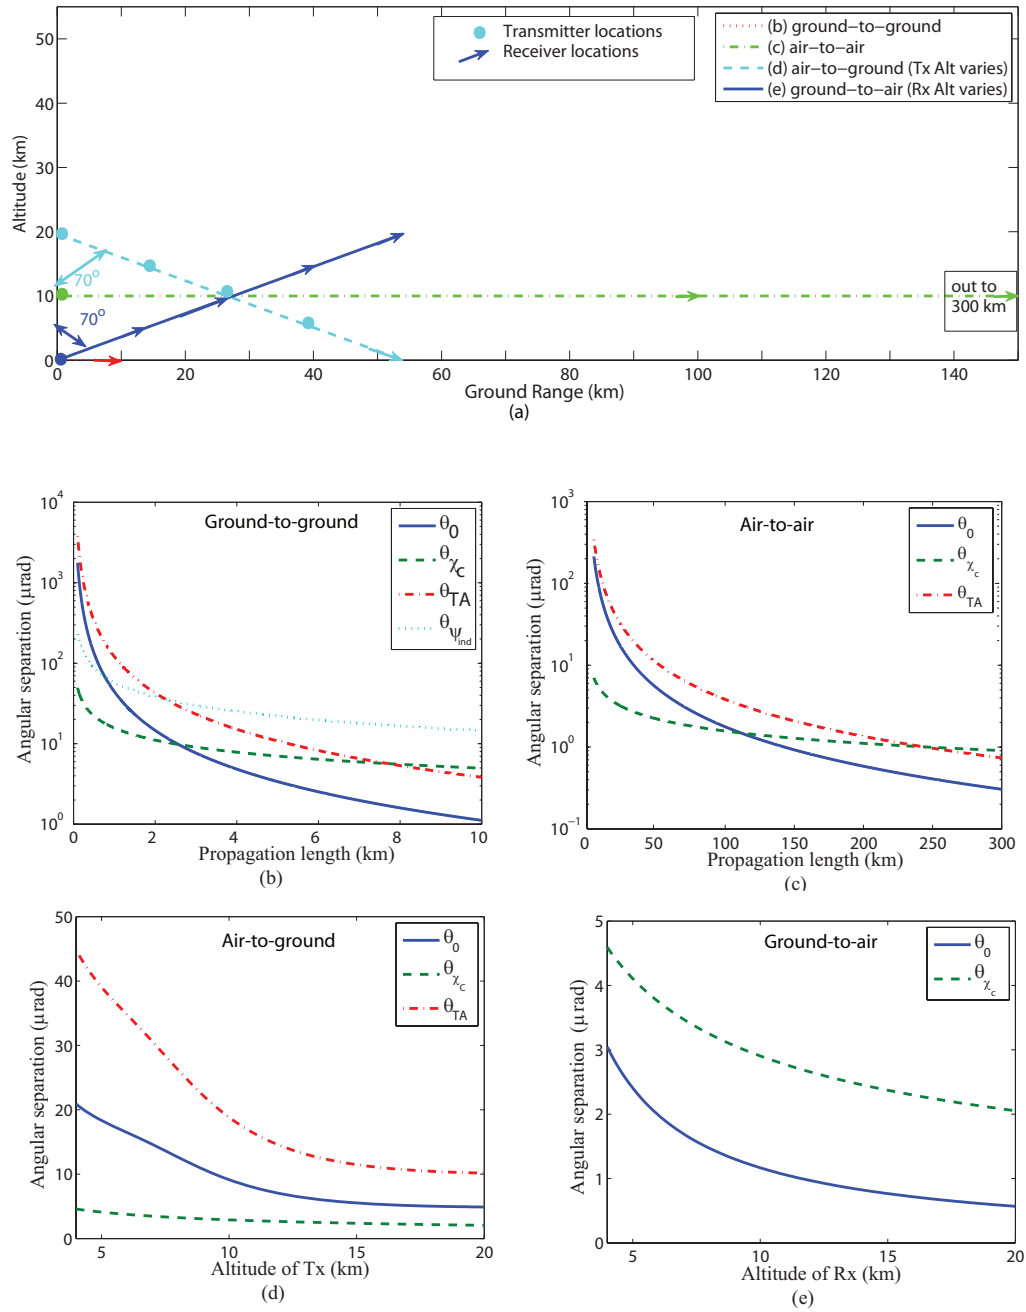 Transmitter locations
Receiver locations
(b) ground−to−ground
(c) air−to−air
(d) air−to−ground (Tx Alt varies)
(e) ground−to−air (Rx Alt varies)
Altitude (km)
50
40
30
20
10
0
70°
70°
out to
300 km
0 20 40 60 80 100 120 140
Ground Range (km)
(a)
Ground-to-ground
θ0
θχc
θTA
θψind
Angular separation (μrad)
10^4
10^3
10^2
10^1
10^0
0 2 4 6 8 10
Propagation length (km)
(b)
Air-to-air
θ0
θχc
θTA
Angular separation (μrad)
10^3
10^2
10^1
10^0
10^−1
0 50 100 150 200 250 300
Propagation length (km)
(c)
Air-to-ground
θ0
θχc
θTA
Angular separation (μrad)
50
40
30
20
10
0
5 10 15 20
Altitude of Tx (km)
(d)
Ground-to-air
θ0
θχc
Angular separation (μrad)
5
4
3
2
1
0
5 10 15 20
Altitude of Rx (km)
(e)